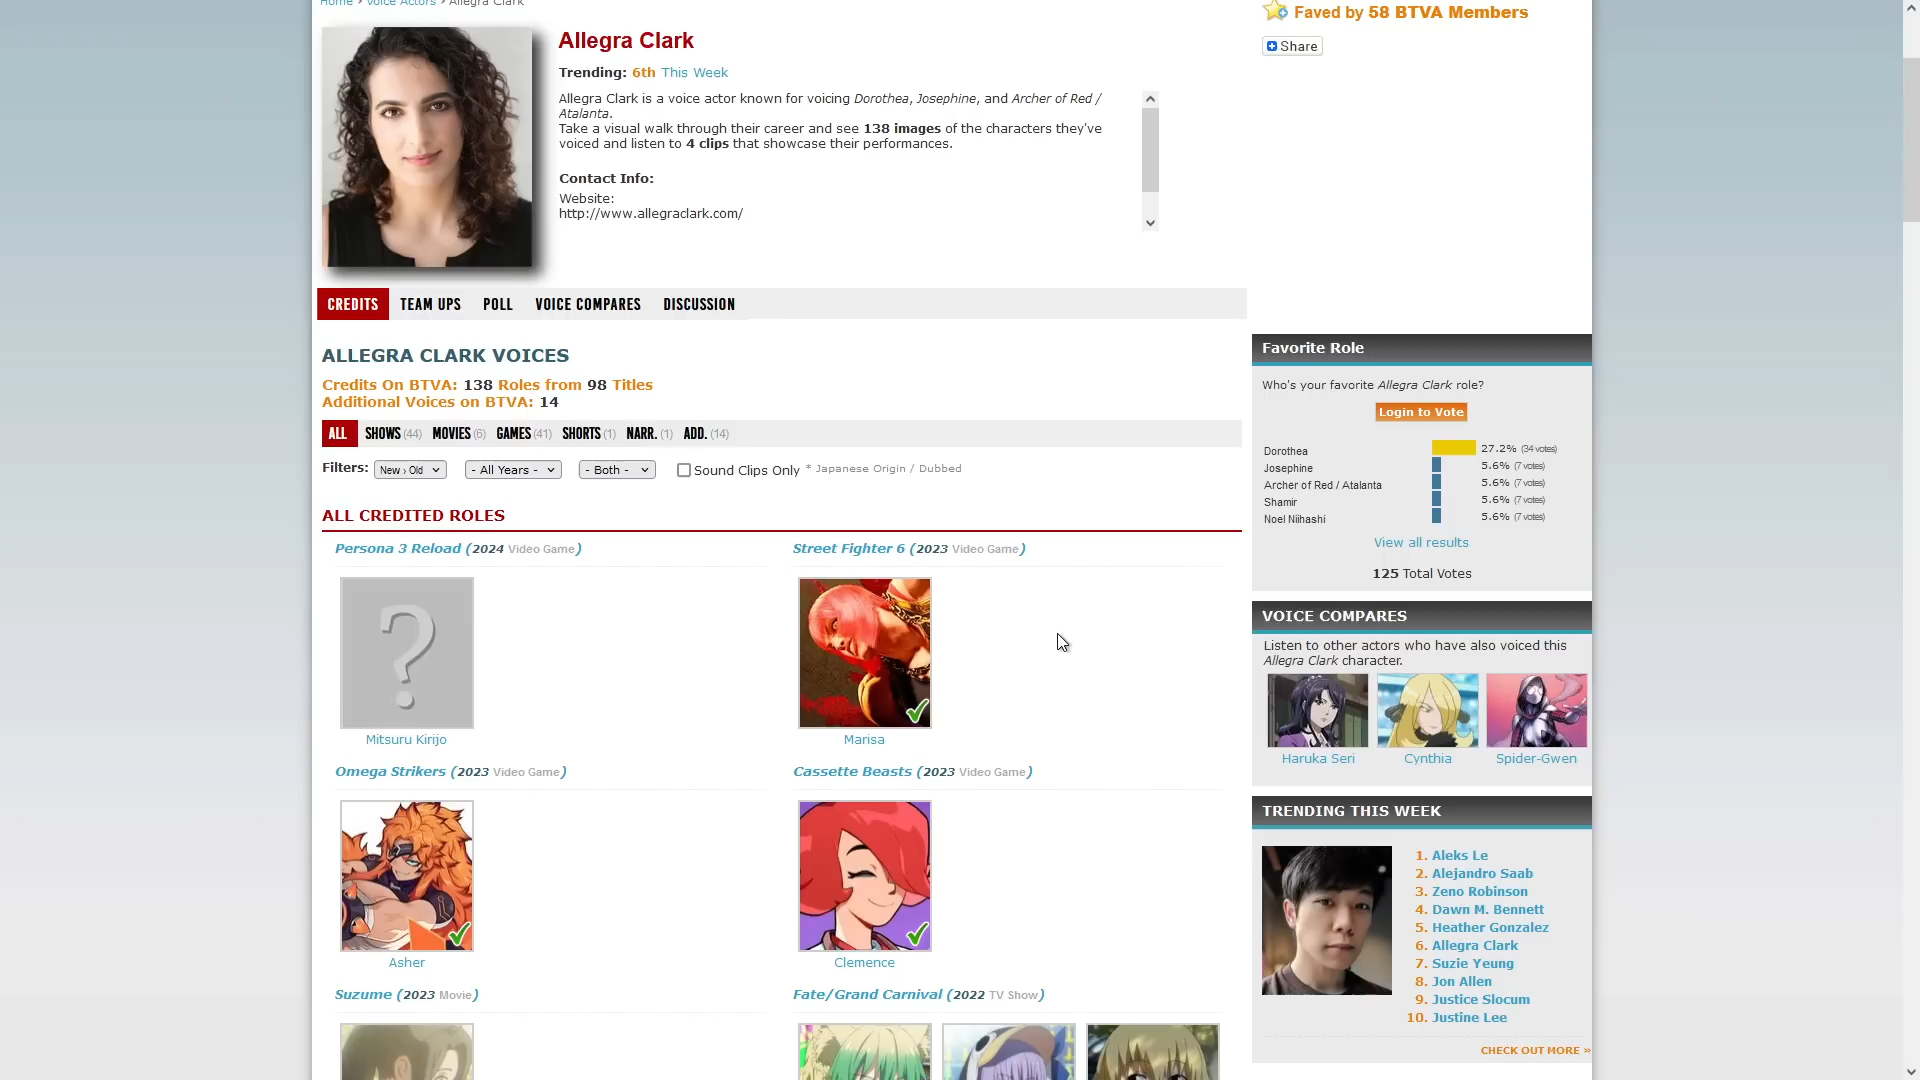 Home › Voice Actors › Allegra Clark
Allegra Clark
Trending: 6th This Week
Allegra Clark is a voice actor known for voicing Dorothea, Josephine, and Archer of Red /
Atalanta.
Take a visual walk through their career and see 138 images of the characters they've
voiced and listen to 4 clips that showcase their performances.
Contact Info:
Website:
http://www.allegraclark.com/
Faved by 58 BTVA Members
Share
CREDITS TEAM UPS POLL VOICE COMPARES DISCUSSION
ALLEGRA CLARK VOICES
Credits On BTVA: 138 Roles from 98 Titles
Additional Voices on BTVA: 14
ALL SHOWS (44) MOVIES (6) GAMES (41) SHORTS (1) NARR. (1) ADD. (14)
Filters: New › Old - All Years - - Both - Sound Clips Only * Japanese Origin / Dubbed
ALL CREDITED ROLES
Persona 3 Reload (2024 Video Game)
Street Fighter 6 (2023 Video Game)
Mitsuru Kirijo
Marisa
Omega Strikers (2023 Video Game)
Cassette Beasts (2023 Video Game)
Asher
Clemence
Suzume (2023 Movie)
Fate/Grand Carnival (2022 TV Show)
Favorite Role
Who's your favorite Allegra Clark role?
Login to Vote
Dorothea 27.2% (34 votes)
Josephine 5.6% (7 votes)
Archer of Red / Atalanta 5.6% (7 votes)
Shamir 5.6% (7 votes)
Noel Niihashi 5.6% (7 votes)
View all results
125 Total Votes
VOICE COMPARES
Listen to other actors who have also voiced this
Allegra Clark character.
Haruka Seri Cynthia Spider-Gwen
TRENDING THIS WEEK
1. Aleks Le
2. Alejandro Saab
3. Zeno Robinson
4. Dawn M. Bennett
5. Heather Gonzalez
6. Allegra Clark
7. Suzie Yeung
8. Jon Allen
9. Justice Slocum
10. Justine Lee
CHECK OUT MORE »